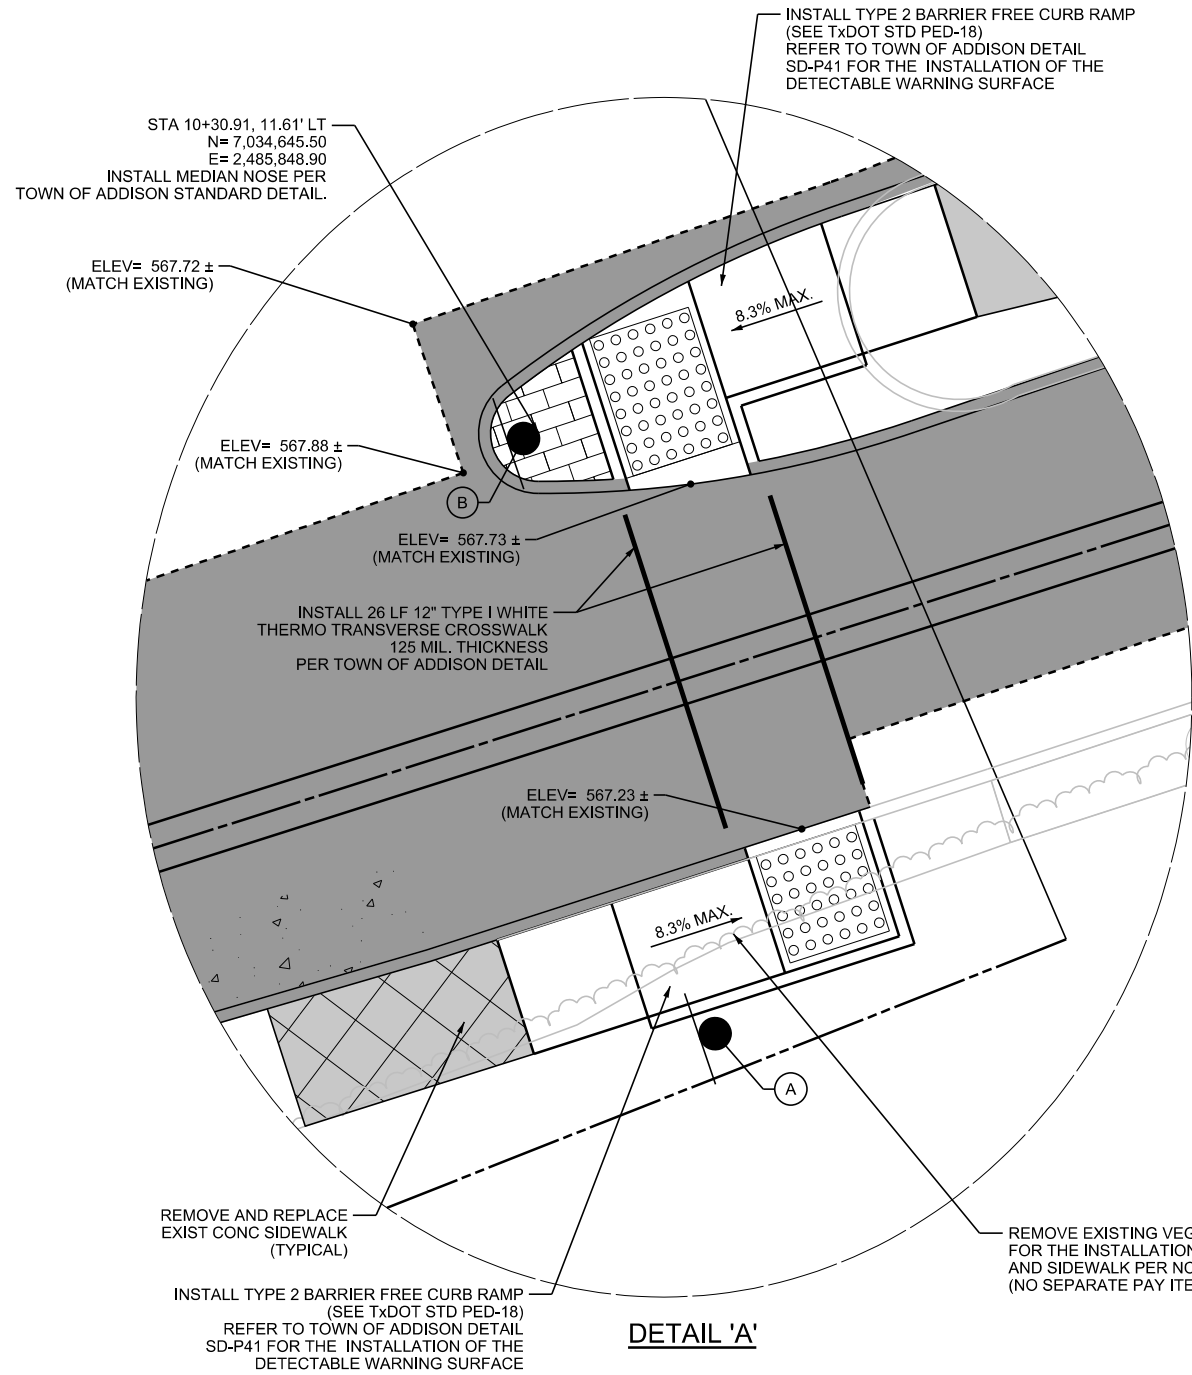 INSTALL TYPE 2 BARRIER FREE CURB RAMP
(SEE TxDOT STD PED-18)
REFER TO TOWN OF ADDISON DETAIL
SD-P41 FOR THE INSTALLATION OF THE
DETECTABLE WARNING SURFACE
STA 10+30.91, 11.61' LT
N= 7,034,645.50
E= 2,485,848.90
INSTALL MEDIAN NOSE PER
TOWN OF ADDISON STANDARD DETAIL.
ELEV= 567.72 ±
(MATCH EXISTING)
8.3% MAX.
ELEV= 567.88 ±
(MATCH EXISTING)
B
ELEV= 567.73 ±
(MATCH EXISTING)
INSTALL 26 LF 12" TYPE I WHITE
THERMO TRANSVERSE CROSSWALK
125 MIL. THICKNESS
PER TOWN OF ADDISON DETAIL
ELEV= 567.23 ±
(MATCH EXISTING)
8.3% MAX.
A
REMOVE AND REPLACE
EXIST CONC SIDEWALK
(TYPICAL)
REMOVE EXISTING VEG
FOR THE INSTALLATION
AND SIDEWALK PER NO
(NO SEPARATE PAY ITE
INSTALL TYPE 2 BARRIER FREE CURB RAMP
(SEE TxDOT STD PED-18)
REFER TO TOWN OF ADDISON DETAIL
SD-P41 FOR THE INSTALLATION OF THE
DETECTABLE WARNING SURFACE
DETAIL 'A'